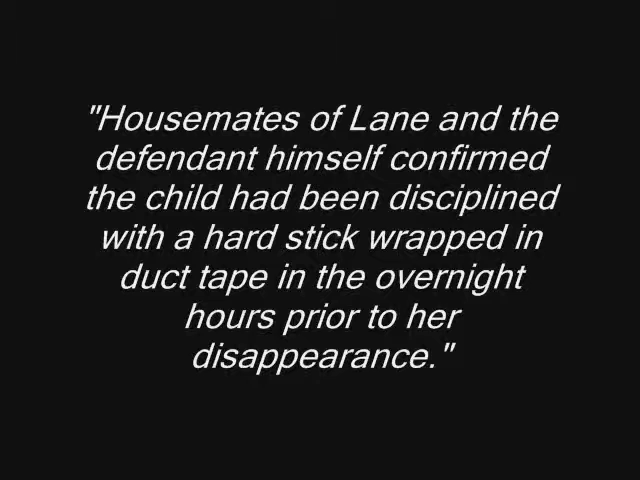 "Housemates of Lane and the
defendant himself confirmed
the child had been disciplined
with a hard stick wrapped in
duct tape in the overnight
hours prior to her
disappearance."